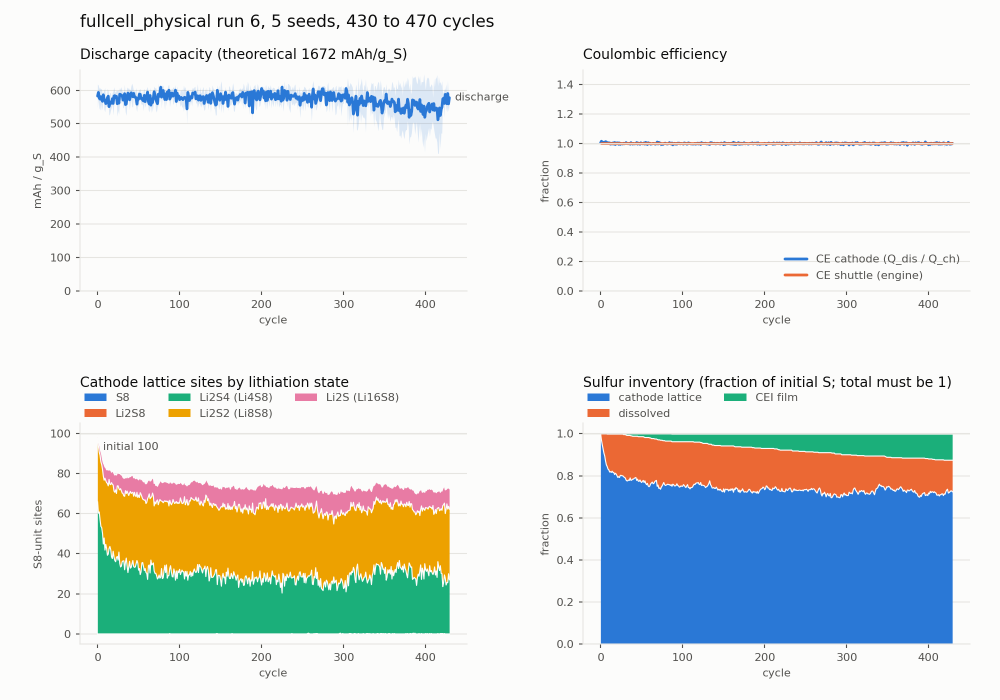 fullcell_physical run 6, 5 seeds, 430 to 470 cycles
Discharge capacity (theoretical 1672 mAh/g_S)
600
500
400
300
200
100
0
mAh / g_S
discharge
0 100 200 300 400
cycle
Coulombic efficiency
1.4
1.2
1.0
0.8
0.6
0.4
0.2
0.0
fraction
CE cathode (Q_dis / Q_ch)
CE shuttle (engine)
0 100 200 300 400
cycle
Cathode lattice sites by lithiation state
S8 Li2S4 (Li4S8) Li2S (Li16S8)
Li2S8 Li2S2 (Li8S8)
initial 100
100
80
60
40
20
0
S8-unit sites
0 100 200 300 400
cycle
Sulfur inventory (fraction of initial S; total must be 1)
cathode lattice CEI film
dissolved
1.0
0.8
0.6
0.4
0.2
0.0
fraction
0 100 200 300 400
cycle